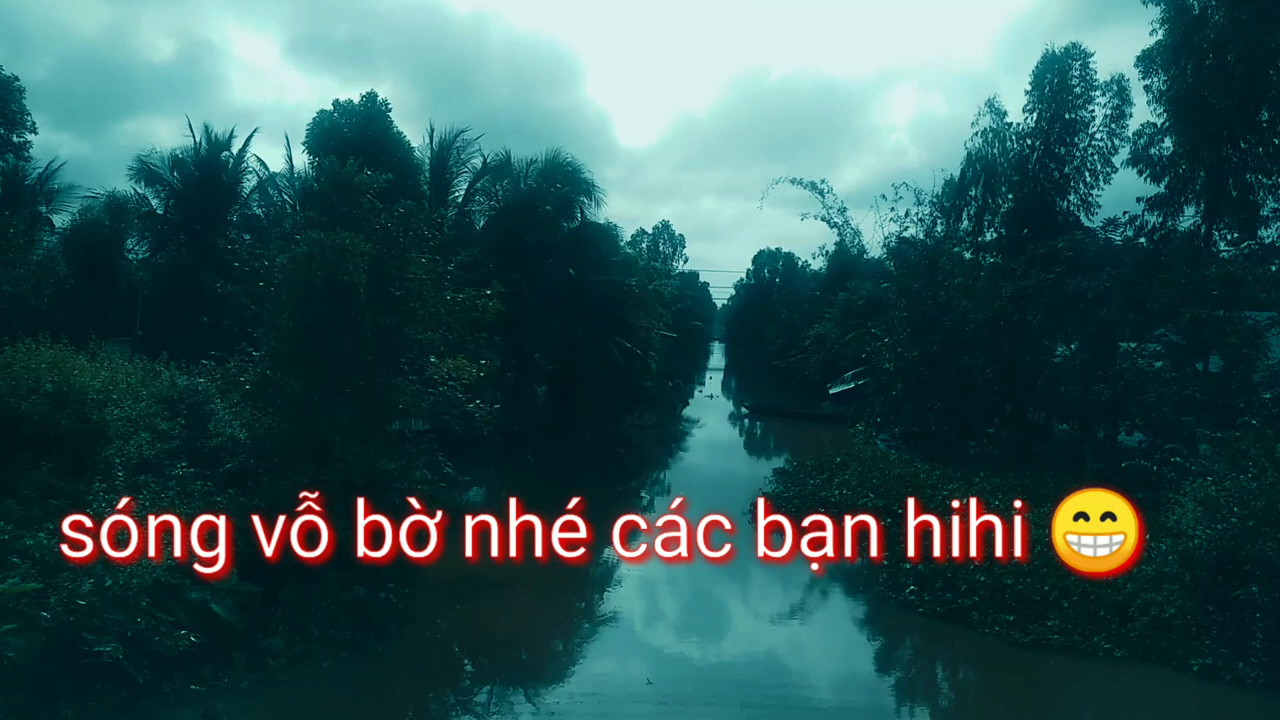 sóng vỗ bờ nhé các bạn hihi 😁